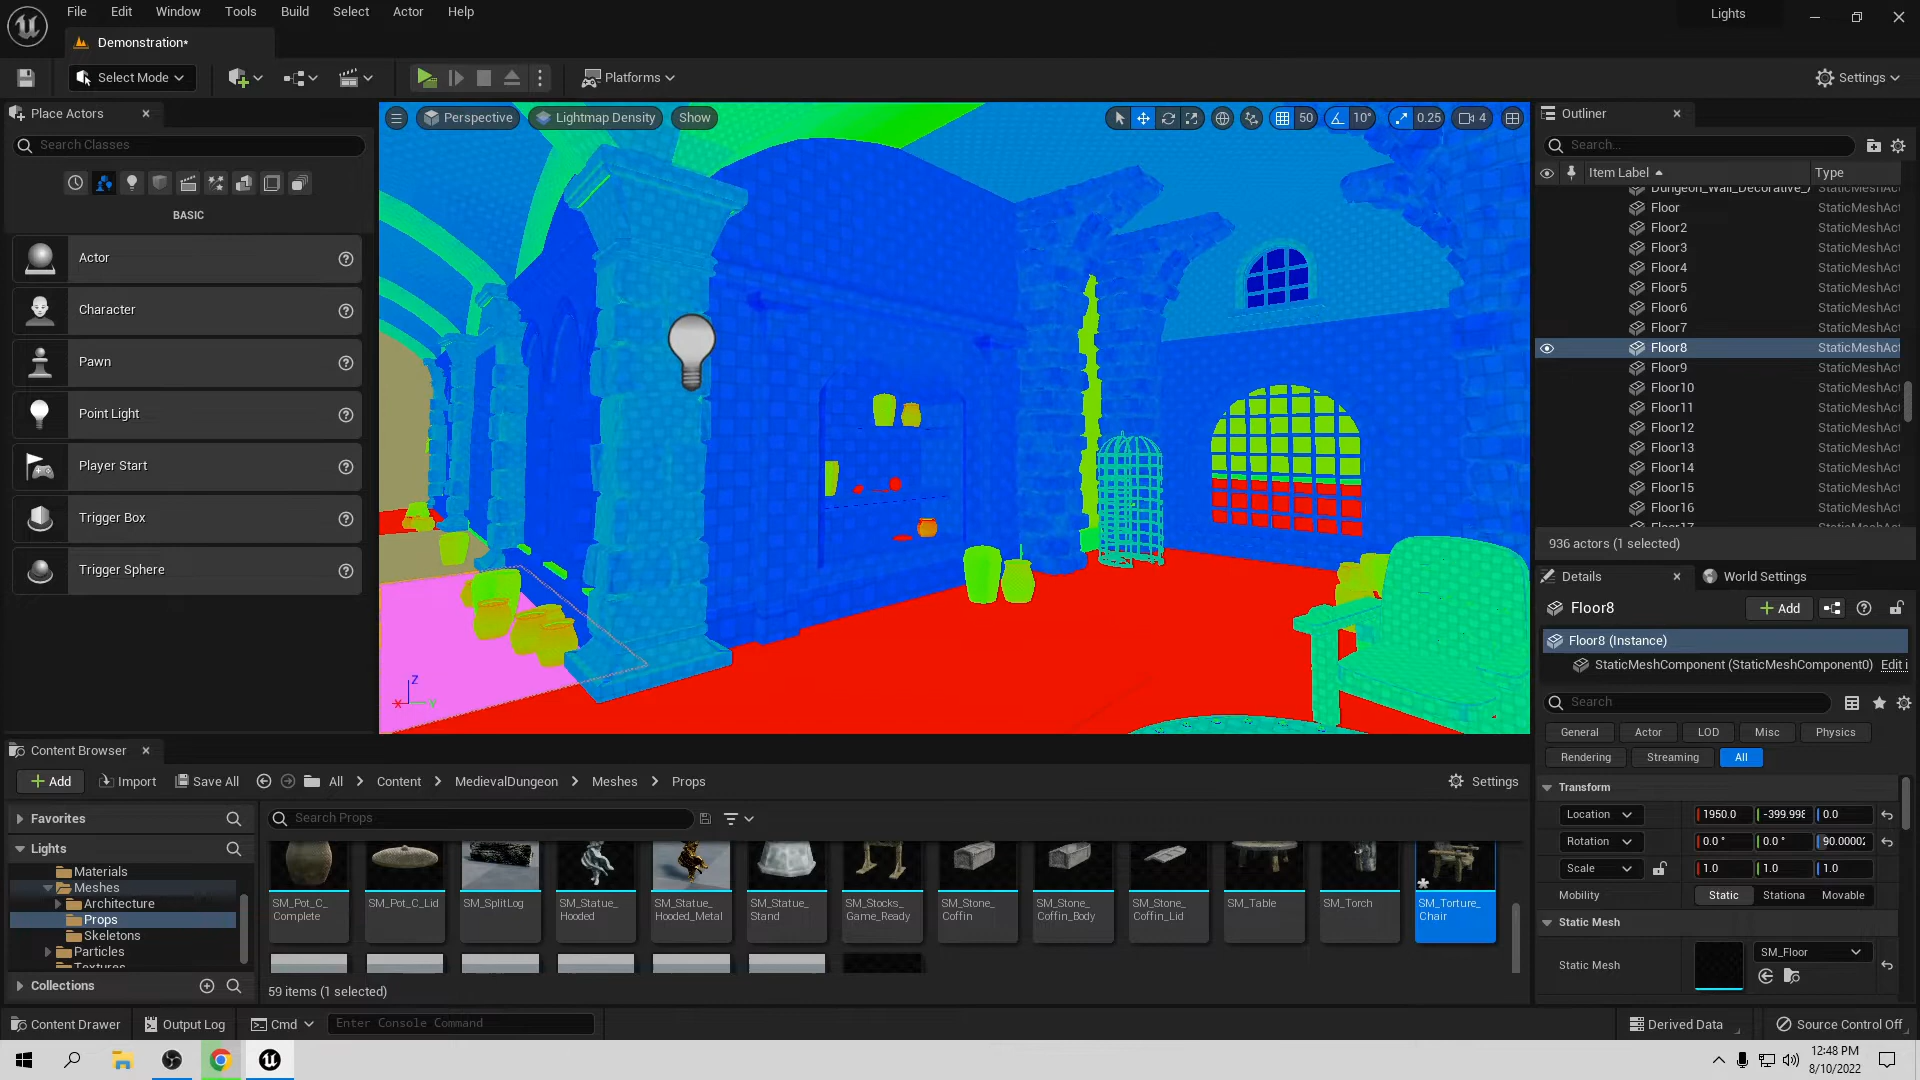 File Edit Window Tools Build Select Actor Help
Lights
Demonstration*
Select Mode
Platforms
Settings
Place Actors
Search Classes
BASIC
Actor
Character
Pawn
Point Light
Player Start
Trigger Box
Trigger Sphere
Perspective Lightmap Density Show
50 10° 0.25 4
Z
X Y
Outliner
Search...
Item Label Type
Dungeon_Wall_Decorative_ StaticMeshAct
Floor StaticMeshAct
Floor2 StaticMeshAct
Floor3 StaticMeshAct
Floor4 StaticMeshAct
Floor5 StaticMeshAct
Floor6 StaticMeshAct
Floor7 StaticMeshAct
Floor8 StaticMeshAct
Floor9 StaticMeshAct
Floor10 StaticMeshAct
Floor11 StaticMeshAct
Floor12 StaticMeshAct
Floor13 StaticMeshAct
Floor14 StaticMeshAct
Floor15 StaticMeshAct
Floor16 StaticMeshAct
Floor17 StaticMeshAct
936 actors (1 selected)
Details World Settings
Floor8 Add
Floor8 (Instance)
StaticMeshComponent (StaticMeshComponent0) Edit i
Search
General Actor LOD Misc Physics
Rendering Streaming All
Transform
Location 1950.0 -399.998 0.0
Rotation 0.0° 0.0° 90.00002
Scale 1.0 1.0 1.0
Mobility Static Stationa Movable
Static Mesh
Static Mesh SM_Floor
Content Browser
Add Import Save All All Content MedievalDungeon Meshes Props Settings
Favorites
Lights
Materials
Meshes
Architecture
Props
Skeletons
Particles
Textures
Collections
Search Props
SM_Pot_C_
Complete
SM_Pot_C_Lid
SM_SplitLog
SM_Statue_
Hooded
SM_Statue_
Hooded_Metal
SM_Statue_
Stand
SM_Stocks_
Game_Ready
SM_Stone_
Coffin
SM_Stone_
Coffin_Body
SM_Stone_
Coffin_Lid
SM_Table
SM_Torch
SM_Torture_
Chair
59 items (1 selected)
Content Drawer Output Log Cmd Enter Console Command Derived Data Source Control Off
12:48 PM
8/10/2022